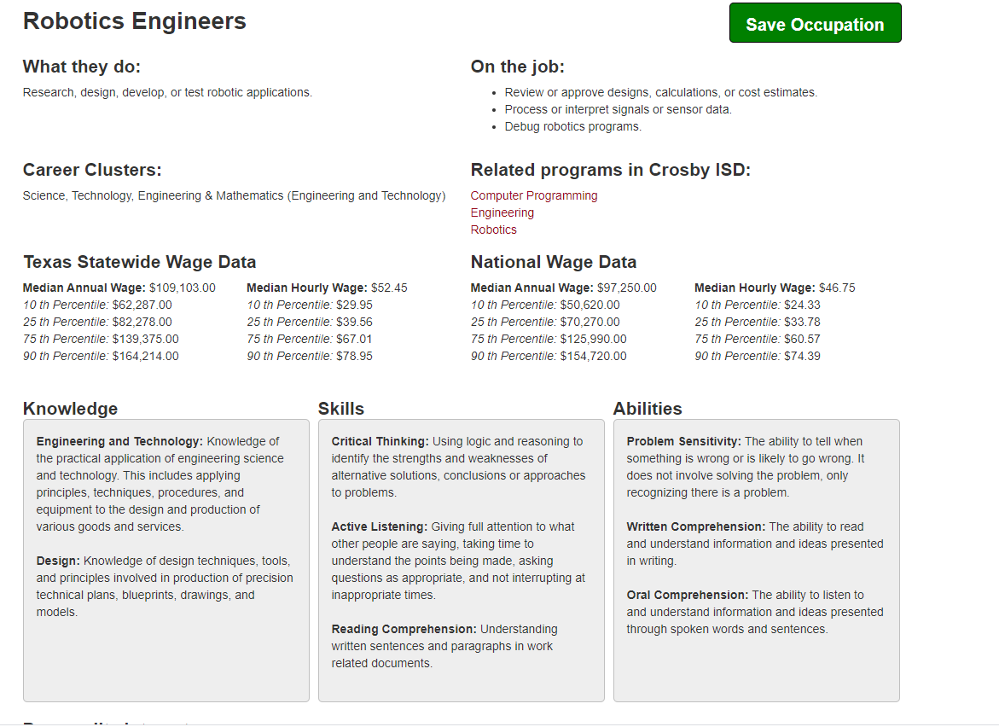 Robotics Engineers
Save Occupation
What they do:
Research, design, develop, or test robotic applications.
On the job:
• Review or approve designs, calculations, or cost estimates.
• Process or interpret signals or sensor data.
• Debug robotics programs.
Career Clusters:
Science, Technology, Engineering & Mathematics (Engineering and Technology)
Related programs in Crosby ISD:
Computer Programming
Engineering
Robotics
Texas Statewide Wage Data
Median Annual Wage: $109,103.00
10 th Percentile: $62,287.00
25 th Percentile: $82,278.00
75 th Percentile: $139,375.00
90 th Percentile: $164,214.00
Median Hourly Wage: $52.45
10 th Percentile: $29.95
25 th Percentile: $39.56
75 th Percentile: $67.01
90 th Percentile: $78.95
National Wage Data
Median Annual Wage: $97,250.00
10 th Percentile: $50,620.00
25 th Percentile: $70,270.00
75 th Percentile: $125,990.00
90 th Percentile: $154,720.00
Median Hourly Wage: $46.75
10 th Percentile: $24.33
25 th Percentile: $33.78
75 th Percentile: $60.57
90 th Percentile: $74.39
Knowledge
Engineering and Technology: Knowledge of
the practical application of engineering science
and technology. This includes applying
principles, techniques, procedures, and
equipment to the design and production of
various goods and services.
Design: Knowledge of design techniques, tools,
and principles involved in production of precision
technical plans, blueprints, drawings, and
models.
Skills
Critical Thinking: Using logic and reasoning to
identify the strengths and weaknesses of
alternative solutions, conclusions or approaches
to problems.
Active Listening: Giving full attention to what
other people are saying, taking time to
understand the points being made, asking
questions as appropriate, and not interrupting at
inappropriate times.
Reading Comprehension: Understanding
written sentences and paragraphs in work
related documents.
Abilities
Problem Sensitivity: The ability to tell when
something is wrong or is likely to go wrong. It
does not involve solving the problem, only
recognizing there is a problem.
Written Comprehension: The ability to read
and understand information and ideas presented
in writing.
Oral Comprehension: The ability to listen to
and understand information and ideas presented
through spoken words and sentences.